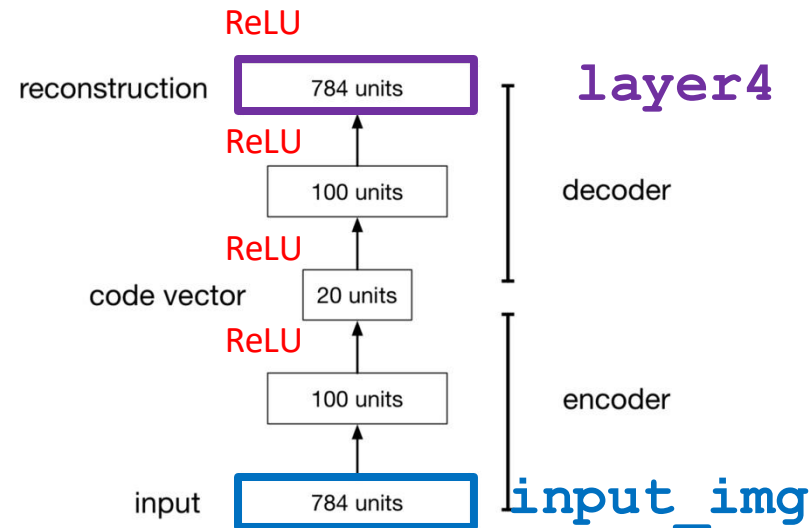 ReLU
reconstruction 784 units layer4
ReLU
100 units decoder
ReLU
code vector 20 units
ReLU
100 units encoder
input 784 units input_img